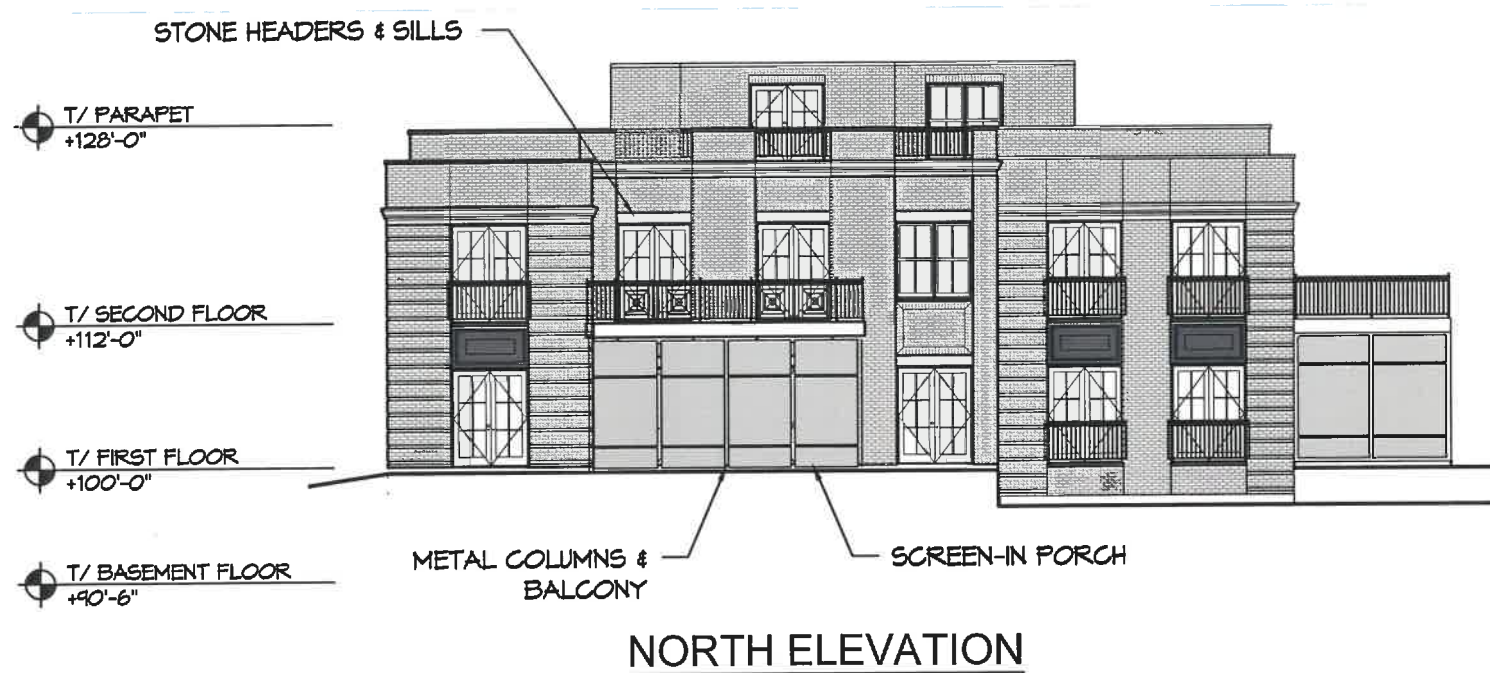 STONE HEADERS & SILLS
T/ PARAPET
+128'-0"
T/ SECOND FLOOR
+112'-0"
T/ FIRST FLOOR
+100'-0"
T/ BASEMENT FLOOR
+90'-6"
METAL COLUMNS &
BALCONY
SCREEN-IN PORCH
NORTH ELEVATION